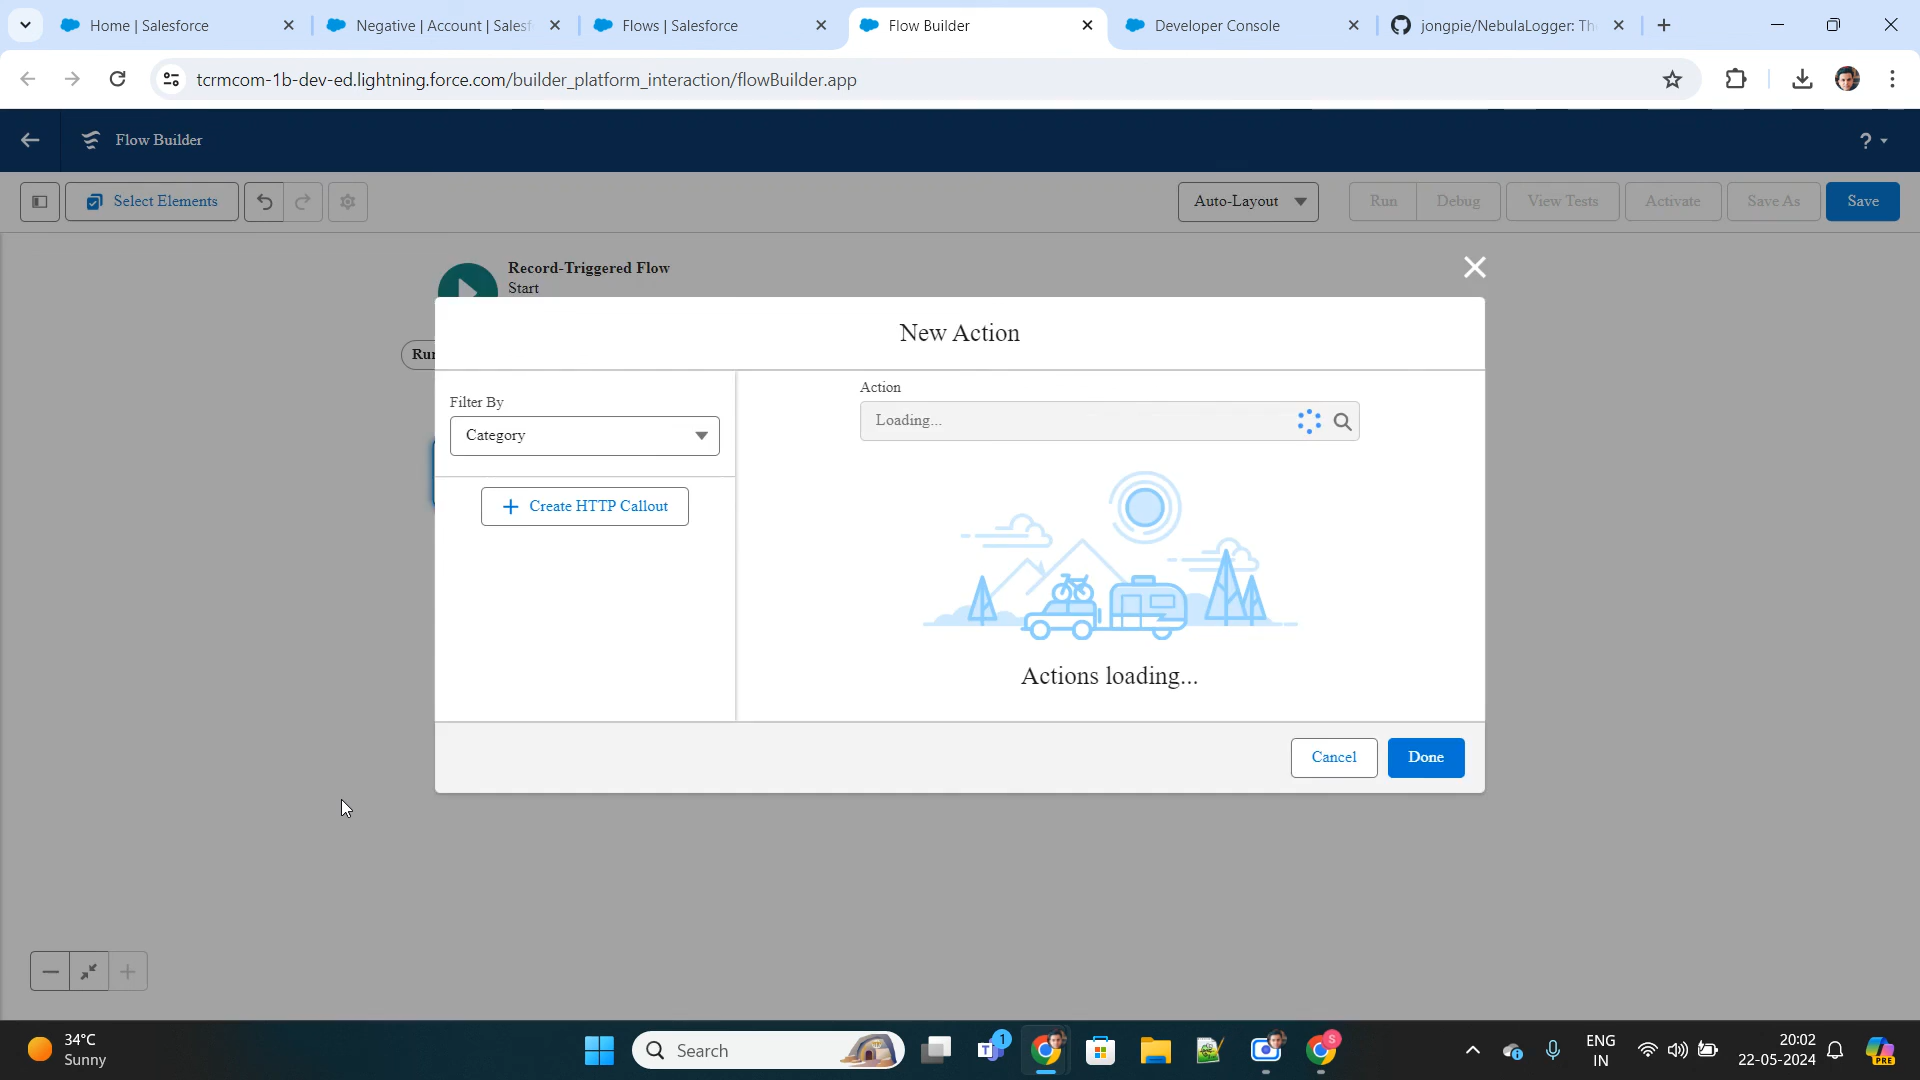 Home | Salesforce
Negative | Account | Salesf
Flows | Salesforce
Flow Builder
Developer Console
jongpie/NebulaLogger: Th
tcrmcom-1b-dev-ed.lightning.force.com/builder_platform_interaction/flowBuilder.app
Flow Builder
?
Select Elements
Auto-Layout
Run
Debug
View Tests
Activate
Save As
Save
Record-Triggered Flow
Start
Run
New Action
Filter By
Category
Create HTTP Callout
Action
Loading...
Actions loading...
Cancel
Done
34°C
Sunny
Search
1
S
ENG
IN
20:02
22-05-2024
PRE